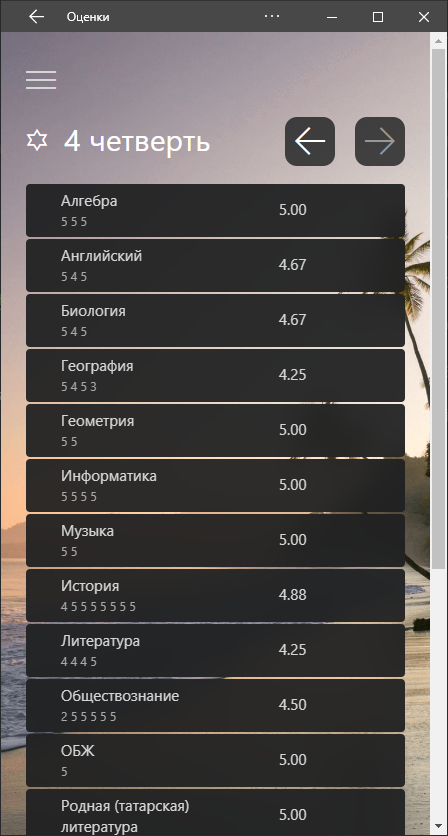 Оценки
4 четверть
Алгебра
5.00
5 5 5
Английский
4.67
5 4 5
Биология
4.67
5 4 5
География
4.25
5 4 5 3
Геометрия
5.00
5 5
Информатика
5.00
5 5 5 5
Музыка
5.00
5 5
История
4.88
4 5 5 5 5 5 5 5
Литература
4.25
4 4 4 5
Обществознание
4.50
2 5 5 5 5 5
ОБЖ
5.00
5
Родная (татарская)
5.00
литература